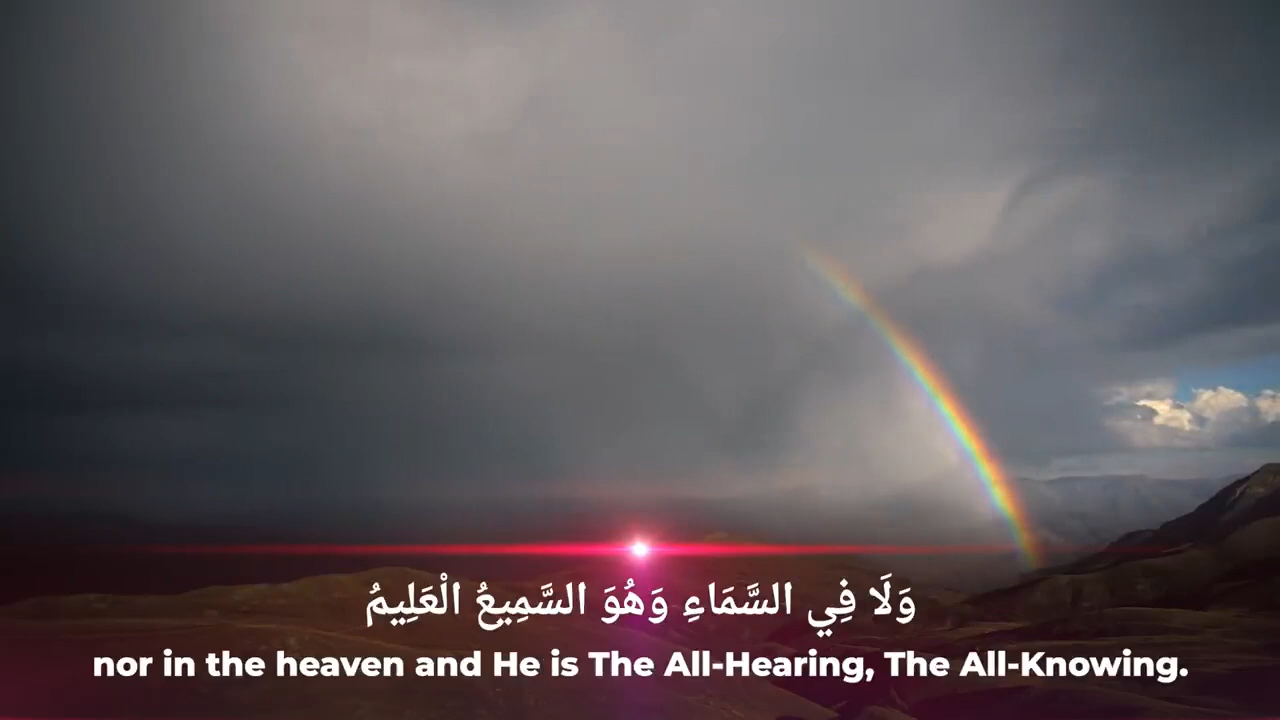 وَلَا فِي السَّمَاءِ وَهُوَ السَّمِيعُ الْعَلِيمُ
nor in the heaven and He is The All-Hearing, The All-Knowing.